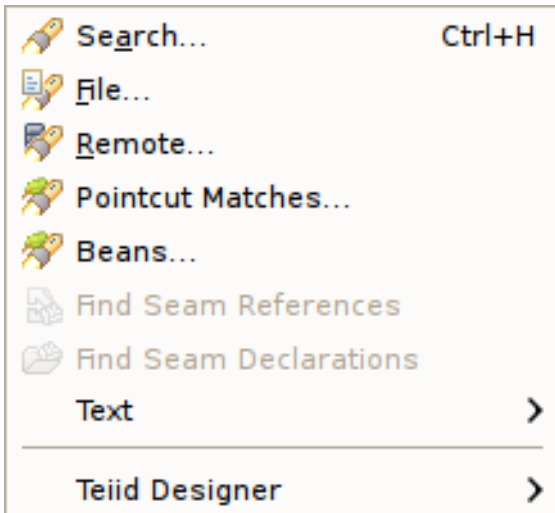 Search... Ctrl+H
File...
Remote...
Pointcut Matches...
Beans...
Find Seam References
Find Seam Declarations
Text
Teiid Designer